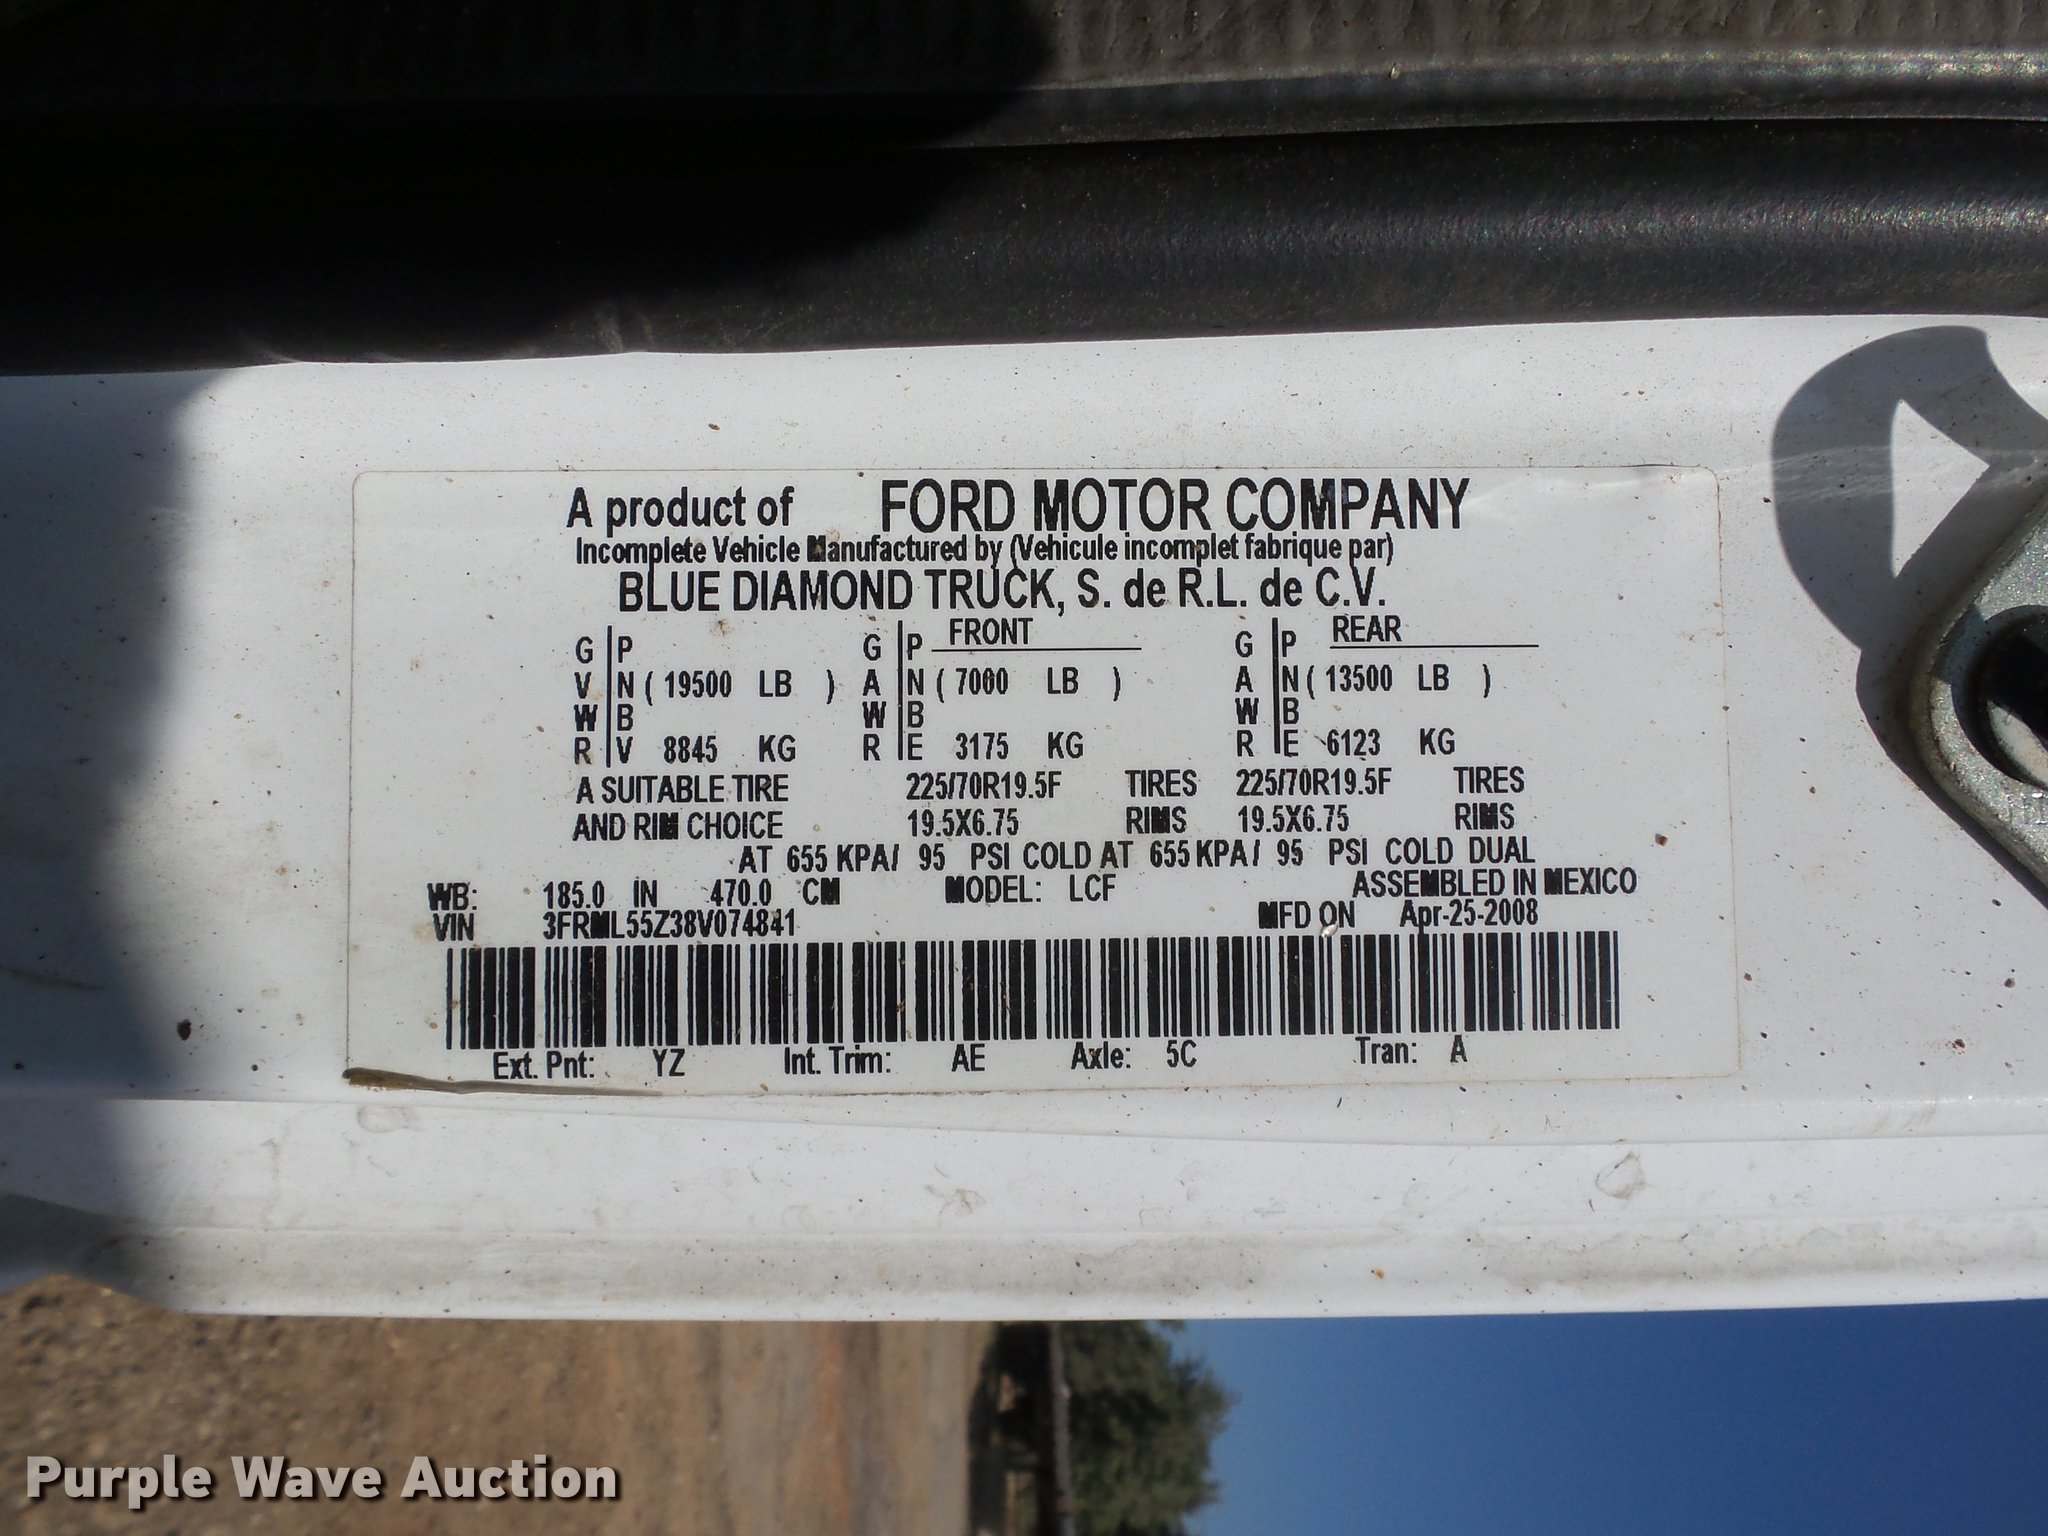 A product of FORD MOTOR COMPANY
Incomplete Vehicle Manufactured by (Vehicule incomplet fabrique par)
BLUE DIAMOND TRUCK, S. de R.L. de C.V.
G P G P FRONT G P REAR
V N ( 19500 LB ) A N ( 7000 LB ) A N ( 13500 LB )
W B W B W B
R V 8845 KG R E 3175 KG R E 6123 KG
A SUITABLE TIRE 225/70R19.5F TIRES 225/70R19.5F TIRES
AND RIM CHOICE 19.5X6.75 RIMS 19.5X6.75 RIMS
AT 655 KPA/ 95 PSI COLD AT 655 KPA/ 95 PSI COLD DUAL
WB: 185.0 IN 470.0 CM MODEL: LCF ASSEMBLED IN MEXICO
VIN 3FRML55Z38V074841 MFD ON Apr-25-2008
Ext. Pnt: YZ Int. Trim: AE Axle: 5C Tran: A
Purple Wave Auction